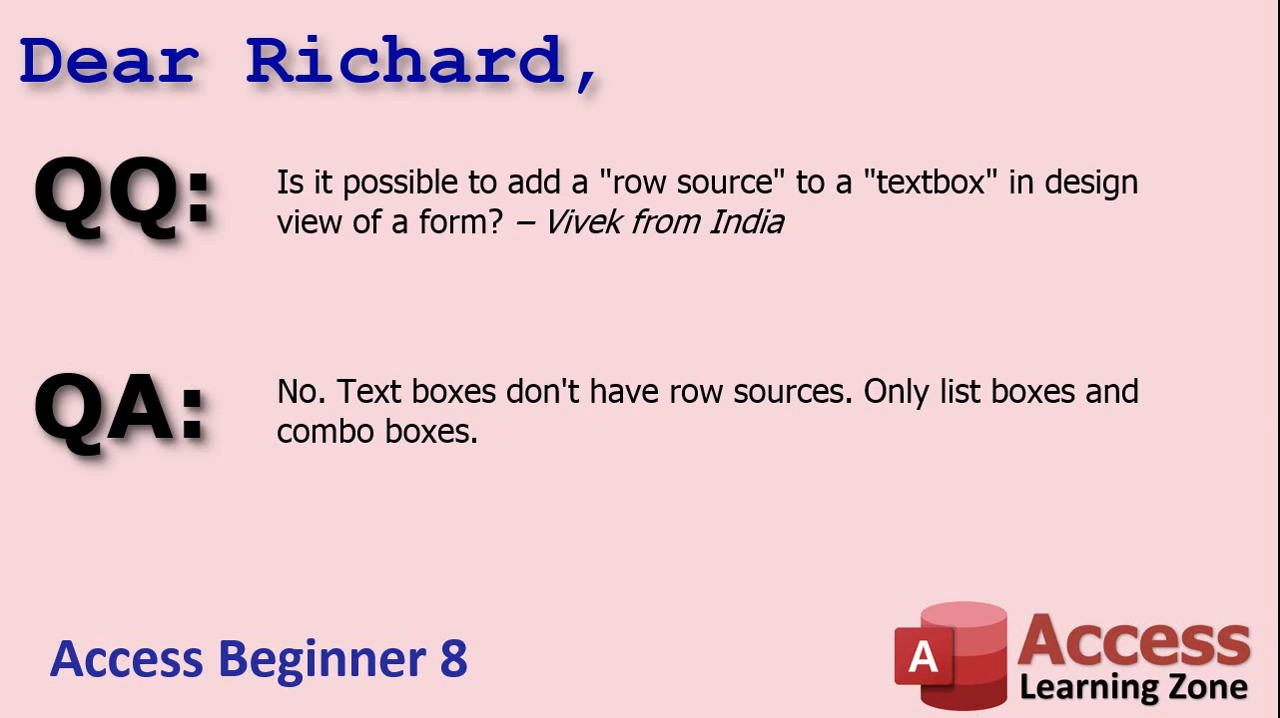 Dear Richard,
QQ:
Is it possible to add a "row source" to a "textbox" in design
view of a form? – Vivek from India
QA:
No. Text boxes don't have row sources. Only list boxes and
combo boxes.
Access Beginner 8
A
Access
Learning Zone